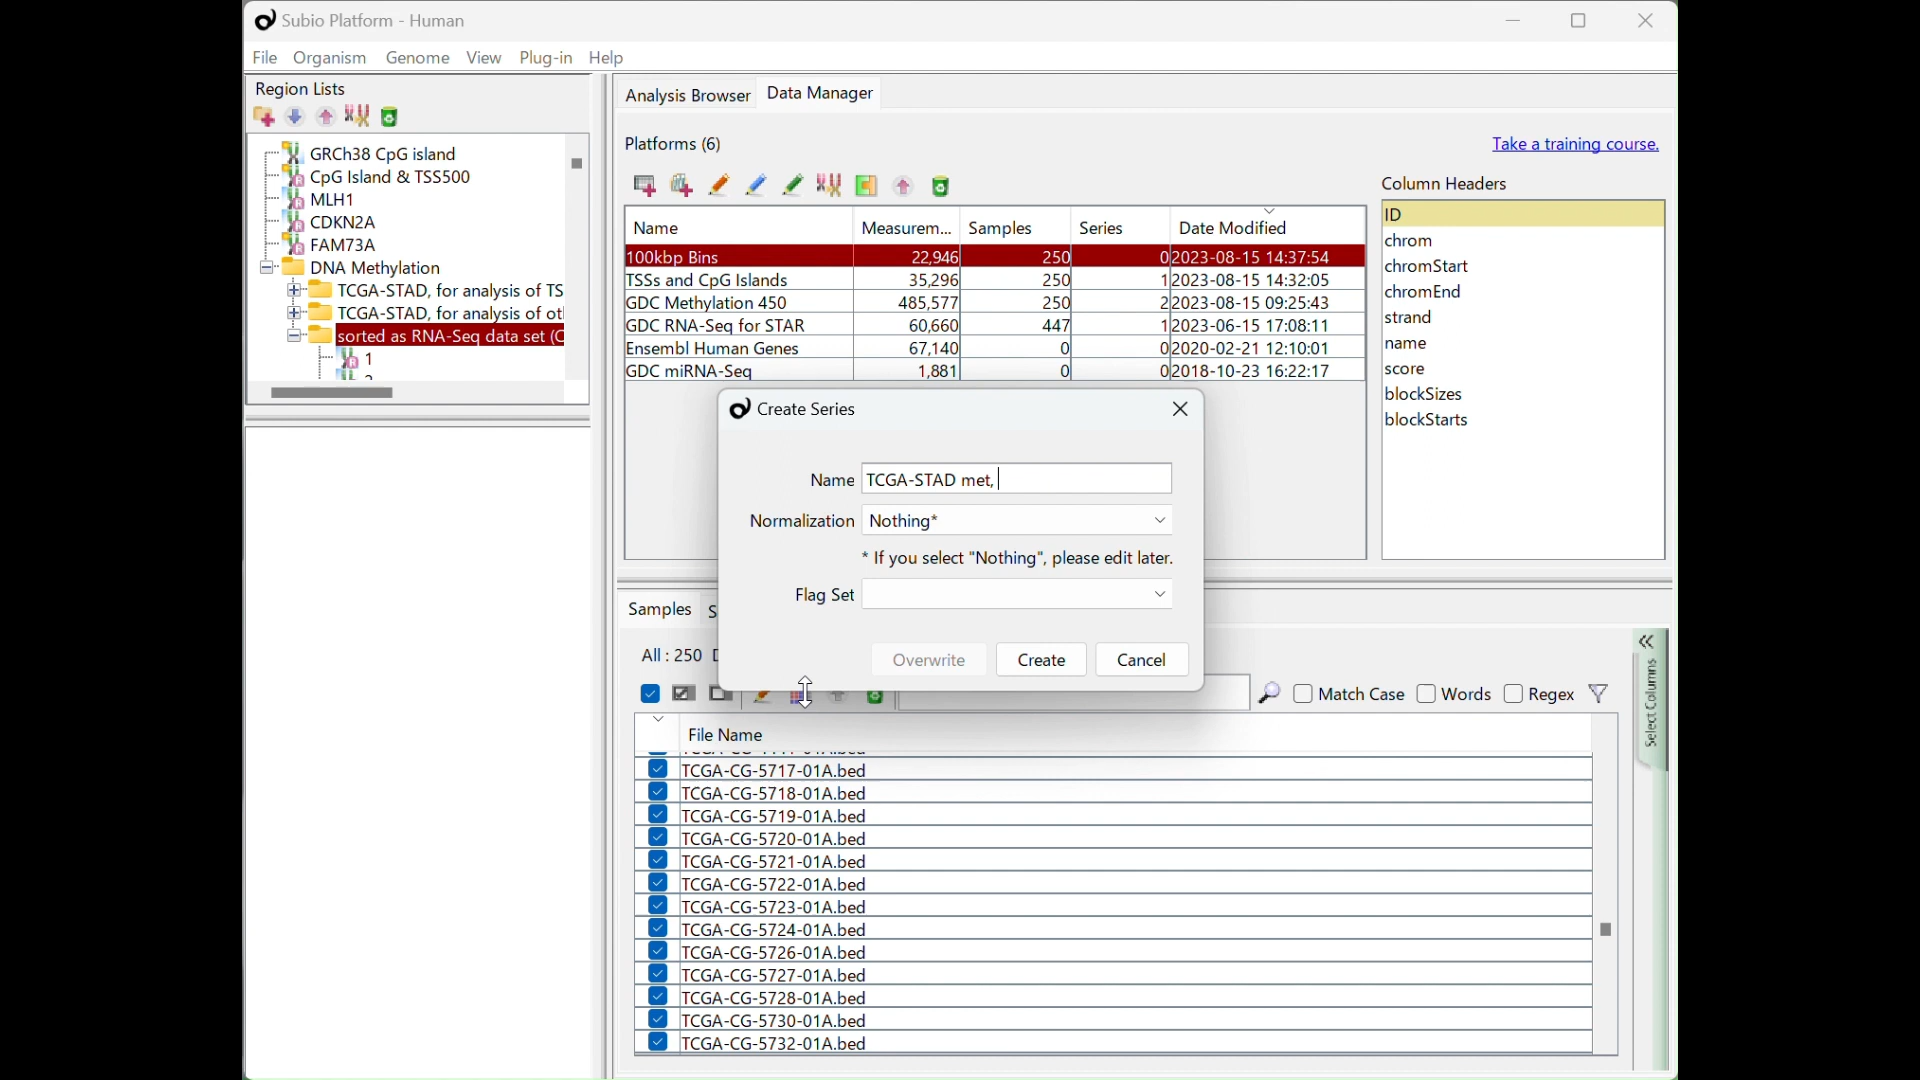 Subio Platform - Human
File Organism Genome View Plug-in Help
Region Lists
GRCh38 CpG island
CpG Island & TSS500
MLH1
CDKN2A
FAM73A
DNA Methylation
TCGA-STAD, for analysis of TS
TCGA-STAD, for analysis of ot
sorted as RNA-Seq data set (C
1
Analysis Browser Data Manager
Platforms (6) Take a training course.
Name Measurem... Samples Series Date Modified
100kbp Bins 22,946 250 0 2023-08-15 14:37:54
TSSs and CpG Islands 35,296 250 1 2023-08-15 14:32:05
GDC Methylation 450 485,577 250 2 2023-08-15 09:25:43
GDC RNA-Seq for STAR 60,660 447 1 2023-06-15 17:08:11
Ensembl Human Genes 67,140 0 0 2020-02-21 12:10:01
GDC miRNA-Seq 1,881 0 0 2018-10-23 16:22:17
Column Headers
ID
chrom
chromStart
chromEnd
strand
name
score
blockSizes
blockStarts
Create Series
Name TCGA-STAD met,
Normalization Nothing*
* If you select "Nothing", please edit later.
Flag Set
Overwrite Create Cancel
Samples S
All : 250
Match Case Words Regex
Select Columns
File Name
TCGA-CG-5717-01A.bed
TCGA-CG-5718-01A.bed
TCGA-CG-5719-01A.bed
TCGA-CG-5720-01A.bed
TCGA-CG-5721-01A.bed
TCGA-CG-5722-01A.bed
TCGA-CG-5723-01A.bed
TCGA-CG-5724-01A.bed
TCGA-CG-5726-01A.bed
TCGA-CG-5727-01A.bed
TCGA-CG-5728-01A.bed
TCGA-CG-5730-01A.bed
TCGA-CG-5732-01A.bed